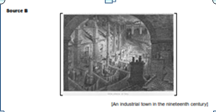 Source B
[An industrial town in the nineteenth century]